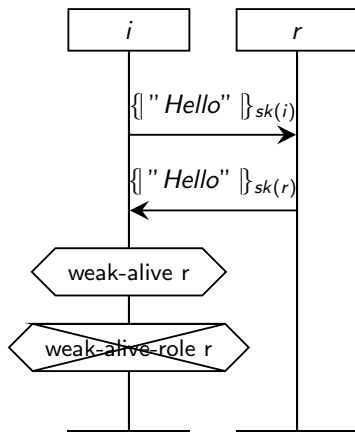 i r
{| "Hello" |}sk(i)
{| "Hello" |}sk(r)
weak-alive r
weak-alive-role r